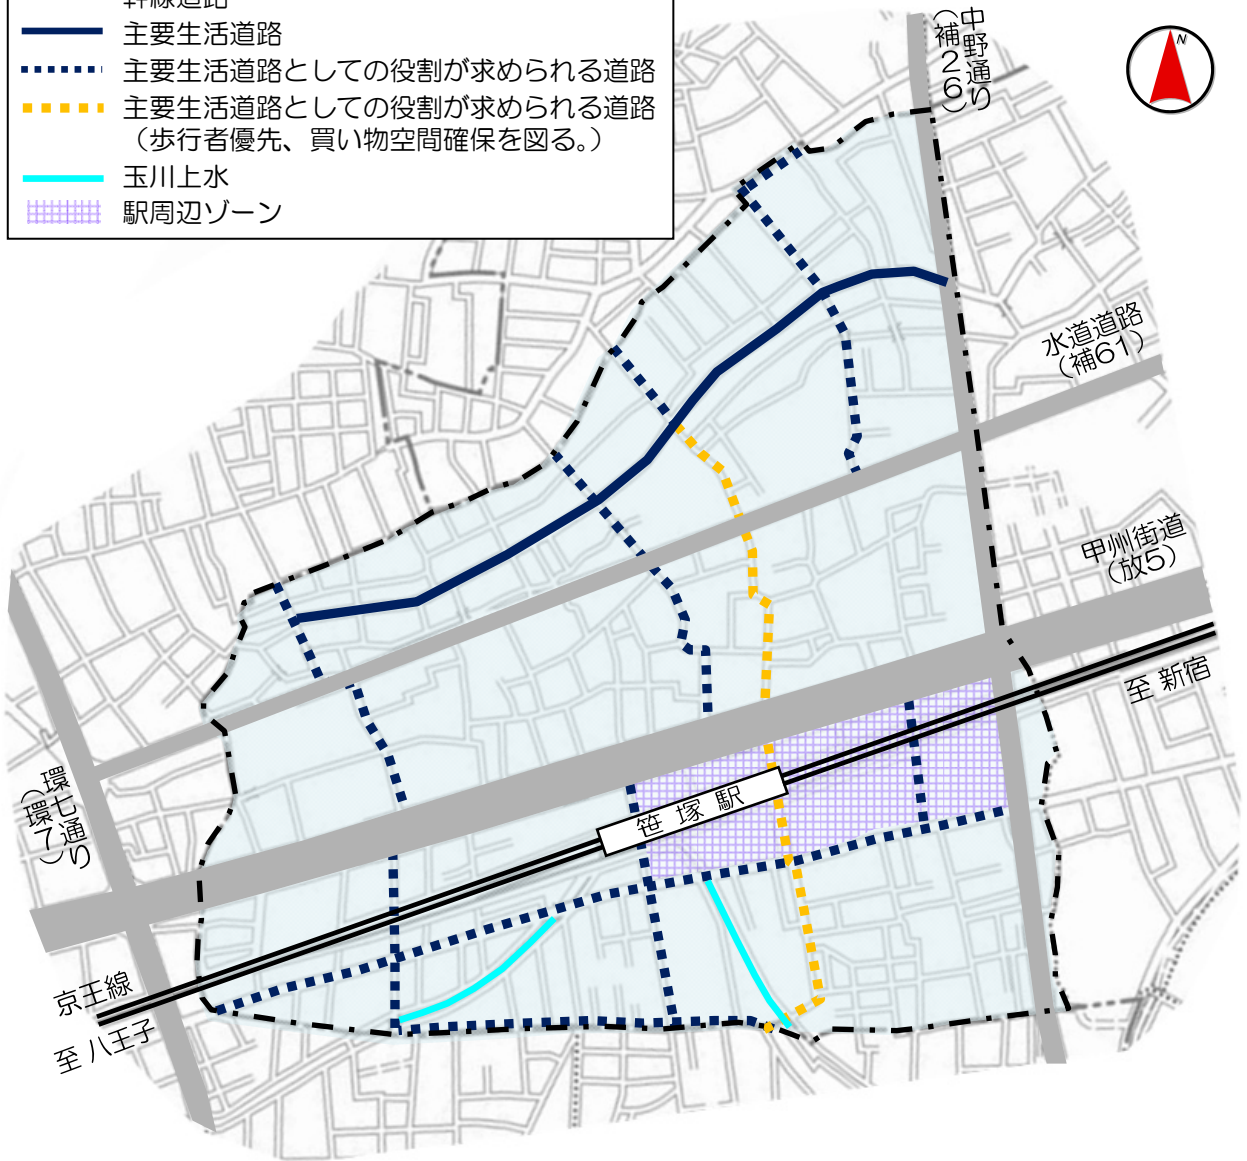 幹線道路
主要生活道路
主要生活道路としての役割が求められる道路
主要生活道路としての役割が求められる道路
（歩行者優先、買い物空間確保を図る。）
玉川上水
駅周辺ゾーン
中野通り
（補２６）
N
水道道路
（補61）
甲州街道
（放5）
至 新宿
笹 塚 駅
環七通り
（環７）
京王線
至 八王子